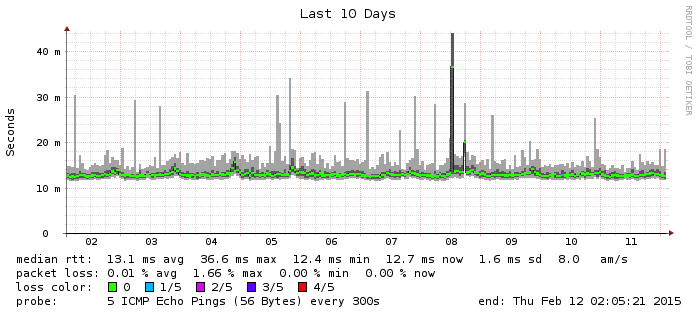 Last 10 Days
RRDTOOL / TOBI OETIKER
Seconds
40 m
30 m
20 m
10 m
0
02 03 04 05 06 07 08 09 10 11
median rtt: 13.1 ms avg 36.6 ms max 12.4 ms min 12.7 ms now 1.6 ms sd 8.0 am/s
packet loss: 0.01 % avg 1.66 % max 0.00 % min 0.00 % now
loss color: 0 1/5 2/5 3/5 4/5
probe: 5 ICMP Echo Pings (56 Bytes) every 300s end: Thu Feb 12 02:05:21 2015